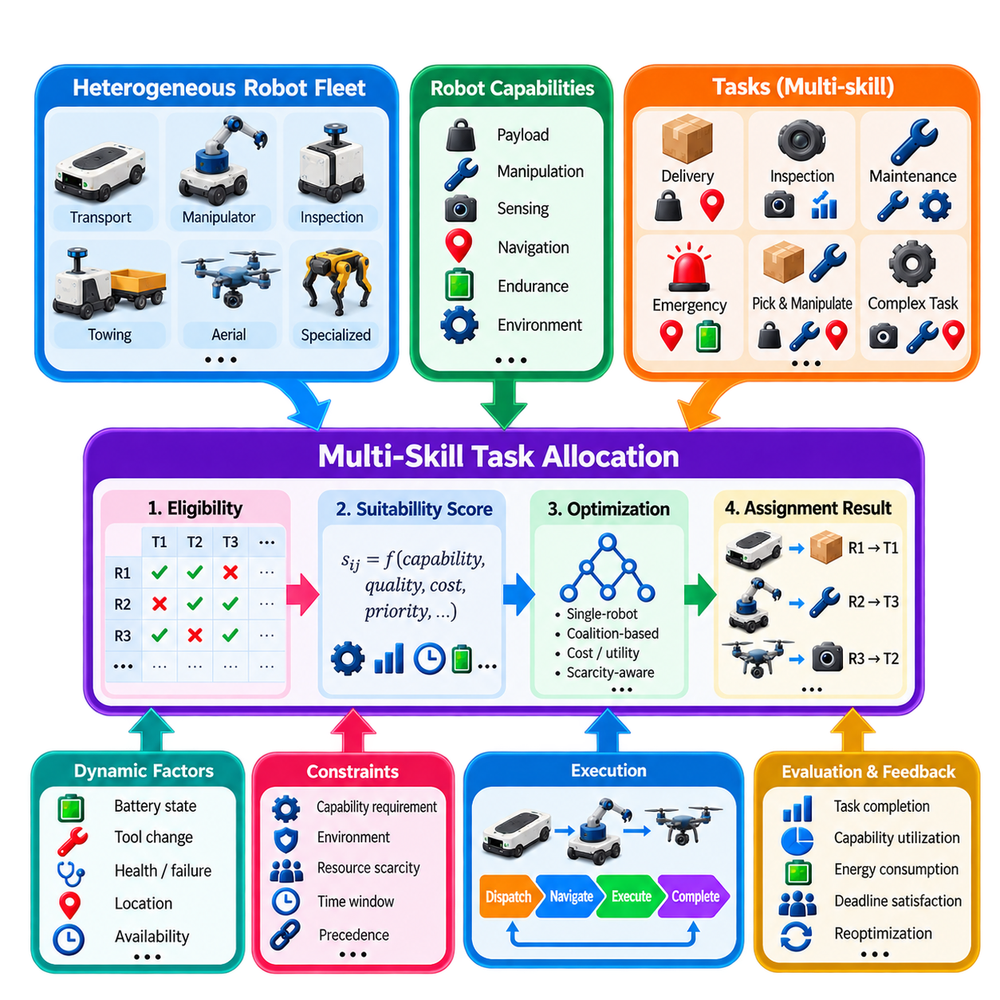 Heterogeneous Robot Fleet
Transport
Manipulator
Inspection
Towing
Aerial
Specialized
...
Robot Capabilities
Payload
Manipulation
Sensing
Navigation
Endurance
Environment
...
Tasks (Multi-skill)
Delivery
Inspection
Maintenance
Emergency
Pick & Manipulate
Complex Task
...
Multi-Skill Task Allocation
1. Eligibility
T1 T2 T3 ...
R1 ✓ ✓ ✗ ...
R2 ✗ ✓ ✓ ...
R3 ✓ ✗ ✓ ...
... ... ... ... ...
2. Suitability Score
s_ij = f (capability,
quality, cost,
priority, ...)
...
3. Optimization
• Single-robot
• Coalition-based
• Cost / utility
• Scarcity-aware
...
4. Assignment Result
R1 → T1
R2 → T3
R3 → T2
...
Dynamic Factors
Battery state
Tool change
Health / failure
Location
Availability
...
Constraints
Capability requirement
Environment
Resource scarcity
Time window
Precedence
...
Execution
Dispatch
Navigate
Execute
Complete
Evaluation & Feedback
Task completion
Capability utilization
Energy consumption
Deadline satisfaction
Reoptimization
...